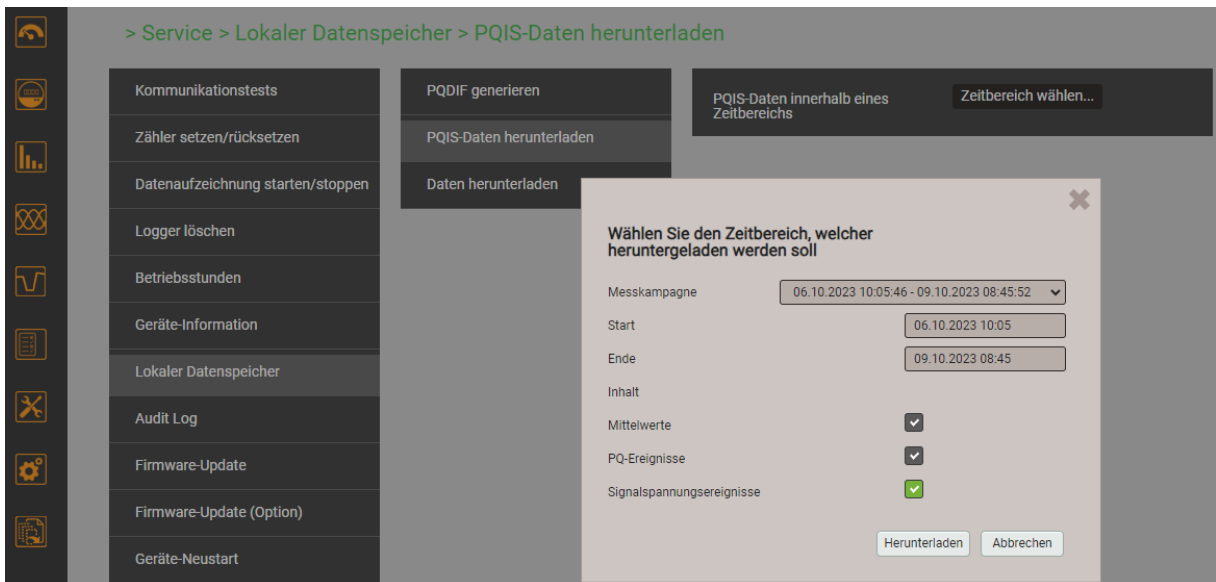 > Service > Lokaler Datenspeicher > PQIS-Daten herunterladen
Kommunikationstests
Zähler setzen/rücksetzen
Datenaufzeichnung starten/stoppen
Logger löschen
Betriebsstunden
Geräte-Information
Lokaler Datenspeicher
Audit Log
Firmware-Update
Firmware-Update (Option)
Geräte-Neustart
PQDIF generieren
PQIS-Daten herunterladen
Daten herunterladen
PQIS-Daten innerhalb eines
Zeitbereichs
Zeitbereich wählen...
Wählen Sie den Zeitbereich, welcher
heruntergeladen werden soll
Messkampagne 06.10.2023 10:05:46 - 09.10.2023 08:45:52
Start 06.10.2023 10:05
Ende 09.10.2023 08:45
Inhalt
Mittelwerte
PQ-Ereignisse
Signalspannungsereignisse
Herunterladen Abbrechen